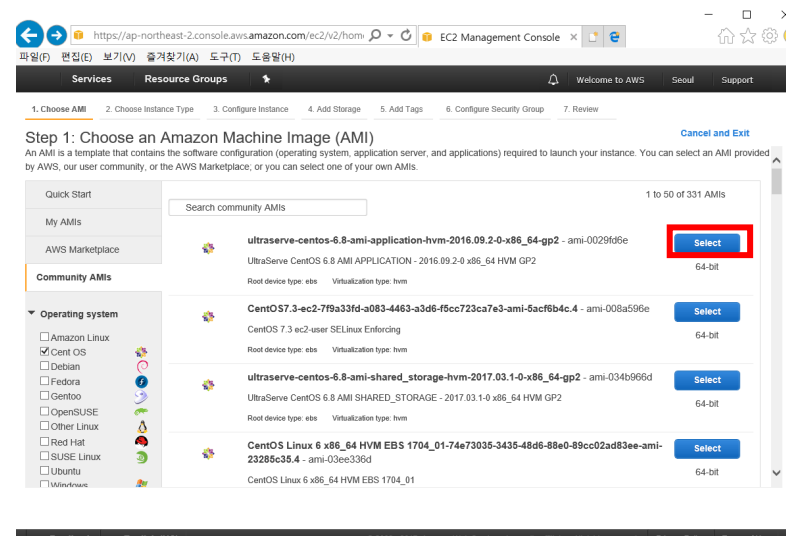 https://ap-northeast-2.console.aws.amazon.com/ec2/v2/home
EC2 Management Console
파일(F) 편집(E) 보기(V) 즐겨찾기(A) 도구(T) 도움말(H)
Services Resource Groups Welcome to AWS Seoul Support
1. Choose AMI 2. Choose Instance Type 3. Configure Instance 4. Add Storage 5. Add Tags 6. Configure Security Group 7. Review
Step 1: Choose an Amazon Machine Image (AMI) Cancel and Exit
An AMI is a template that contains the software configuration (operating system, application server, and applications) required to launch your instance. You can select an AMI provided
by AWS, our user community, or the AWS Marketplace; or you can select one of your own AMIs.
Quick Start
My AMIs
AWS Marketplace
Community AMIs
Operating system
Amazon Linux
Cent OS
Debian
Fedora
Gentoo
OpenSUSE
Other Linux
Red Hat
SUSE Linux
Ubuntu
Windows
Search community AMIs
1 to 50 of 331 AMIs
ultraserve-centos-6.8-ami-application-hvm-2016.09.2-0-x86_64-gp2 - ami-0029fd6e
UltraServe CentOS 6.8 AMI APPLICATION - 2016.09.2-0 x86_64 HVM GP2
Root device type: ebs Virtualization type: hvm
Select
64-bit
CentOS7.3-ec2-7f9a33fd-a083-4463-a3d6-f5cc723ca7e3-ami-5acf6b4c.4 - ami-008a596e
CentOS 7.3 ec2-user SELinux Enforcing
Root device type: ebs Virtualization type: hvm
Select
64-bit
ultraserve-centos-6.8-ami-shared_storage-hvm-2017.03.1-0-x86_64-gp2 - ami-034b966d
UltraServe CentOS 6.8 AMI SHARED_STORAGE - 2017.03.1-0 x86_64 HVM GP2
Root device type: ebs Virtualization type: hvm
Select
64-bit
CentOS Linux 6 x86_64 HVM EBS 1704_01-74e73035-3435-48d6-88e0-89cc02ad83ee-ami-
23285c35.4 - ami-03ee336d
CentOS Linux 6 x86_64 HVM EBS 1704_01
Select
64-bit